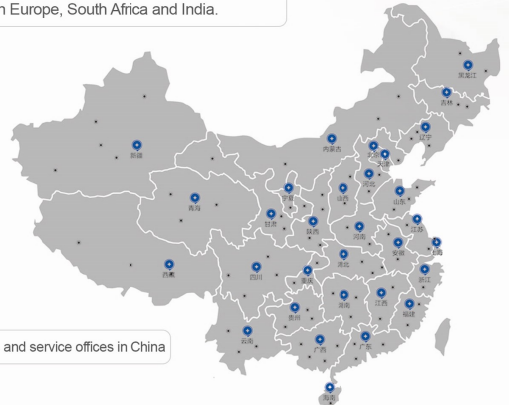 n Europe, South Africa and India.
黑龙江
吉林
辽宁
内蒙古
北京
天津
新疆
河北
山西
宁夏
山东
青海
甘肃
陕西
河南
江苏
安徽
上海
西藏
四川
重庆
湖北
浙江
贵州
湖南
江西
福建
云南
广西
广东
海南
and service offices in China